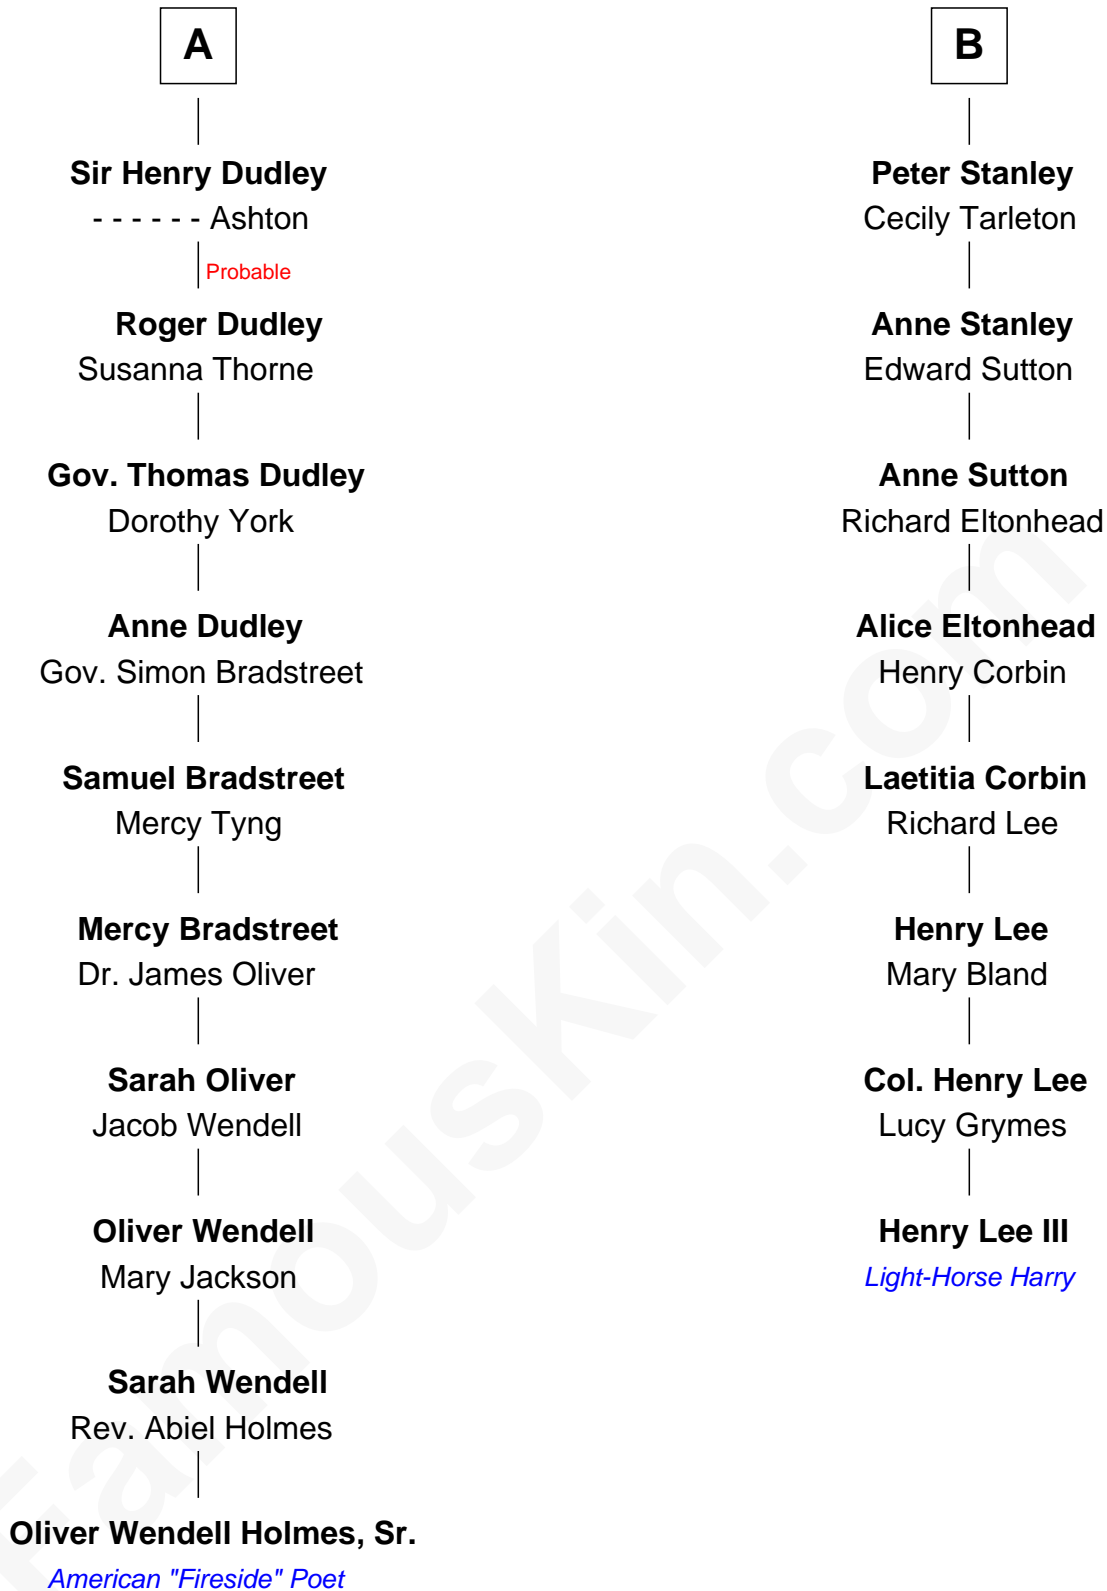 A
Sir Henry Dudley
- - - - - - Ashton
Probable
Roger Dudley
Susanna Thorne
Gov. Thomas Dudley
Dorothy York
Anne Dudley
Gov. Simon Bradstreet
Samuel Bradstreet
Mercy Tyng
Mercy Bradstreet
Dr. James Oliver
Sarah Oliver
Jacob Wendell
Oliver Wendell
Mary Jackson
Sarah Wendell
Rev. Abiel Holmes
Oliver Wendell Holmes, Sr.
American "Fireside" Poet
B
Peter Stanley
Cecily Tarleton
Anne Stanley
Edward Sutton
Anne Sutton
Richard Eltonhead
Alice Eltonhead
Henry Corbin
Laetitia Corbin
Richard Lee
Henry Lee
Mary Bland
Col. Henry Lee
Lucy Grymes
Henry Lee III
Light-Horse Harry
FamousKin.com